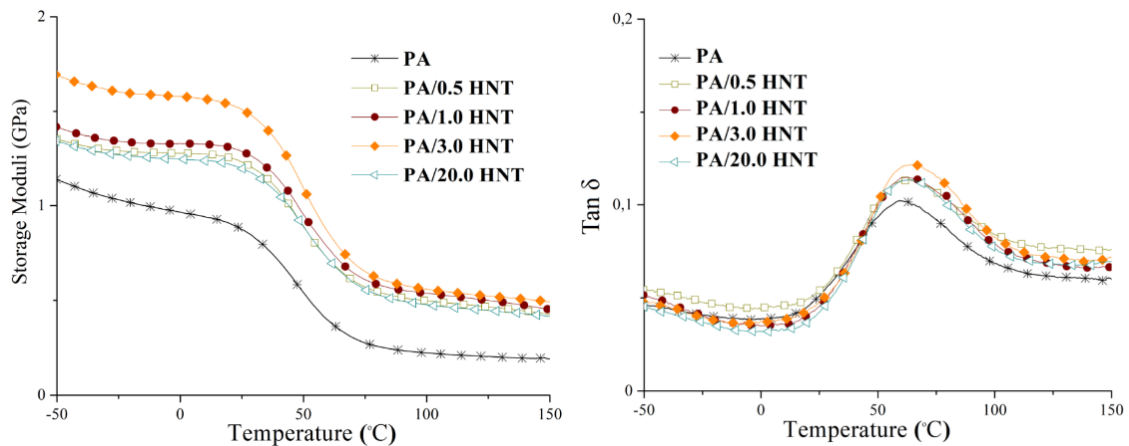 2
1
0
Storage Moduli (GPa)
PA
PA/0.5 HNT
PA/1.0 HNT
PA/3.0 HNT
PA/20.0 HNT
-50 0 50 100 150
Temperature (°C)
0,2
0,1
0
Tan δ
PA
PA/0.5 HNT
PA/1.0 HNT
PA/3.0 HNT
PA/20.0 HNT
-50 0 50 100 150
Temperature (°C)